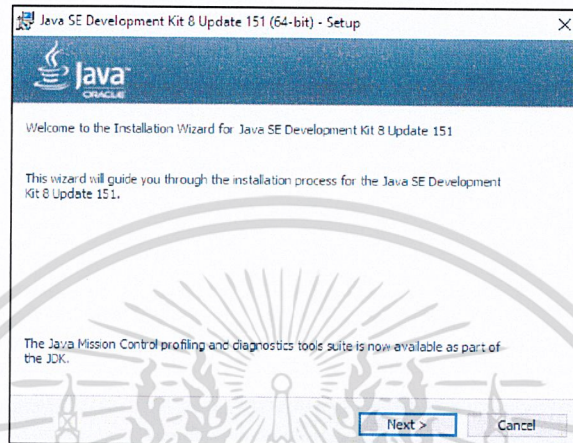 Java SE Development Kit 8 Update 151 (64-bit) - Setup
Java
ORACLE
Welcome to the Installation Wizard for Java SE Development Kit 8 Update 151
This wizard will guide you through the installation process for the Java SE Development
Kit 8 Update 151.
The Java Mission Control profiling and diagnostics tools suite is now available as part of
the JDK.
Next >
Cancel